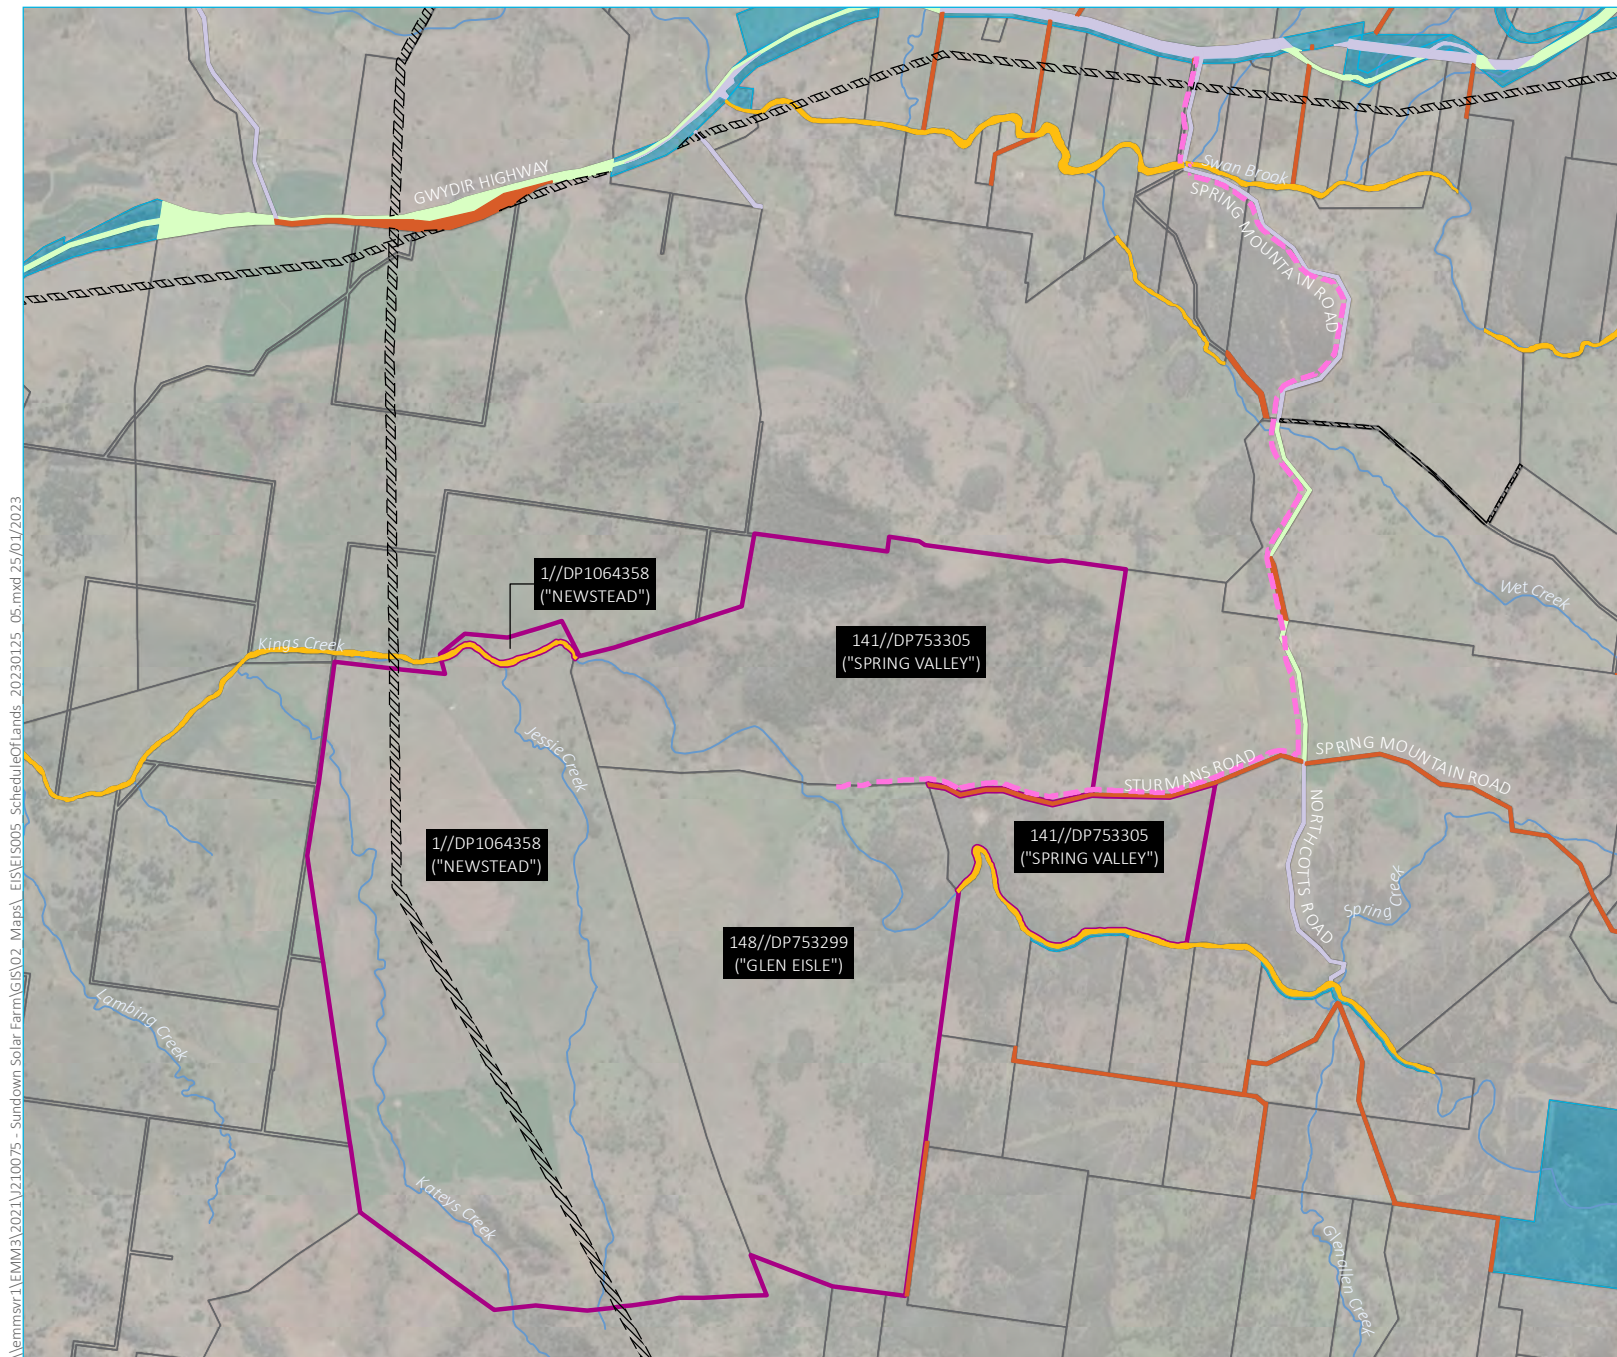 GWYDIR HIGHWAY
Swan Brook
SPRING MOUNTAIN ROAD
1//DP1064358
("NEWSTEAD")
Wet Creek
Kings Creek
141//DP753305
("SPRING VALLEY")
Jessie Creek
STURMANS ROAD
SPRING MOUNTAIN ROAD
1//DP1064358
("NEWSTEAD")
141//DP753305
("SPRING VALLEY")
NORTHCOTTS ROAD
Spring Creek
148//DP753299
("GLEN EISLE")
Lambing Creek
Kateys Creek
Glenallen Creek
\\emmsvr1\EMM3\2021\J210075 - Sundown Solar Farm\GIS\02_Maps\_EIS\EIS005_ScheduleOfLands_20230125_05.mxd 25/01/2023